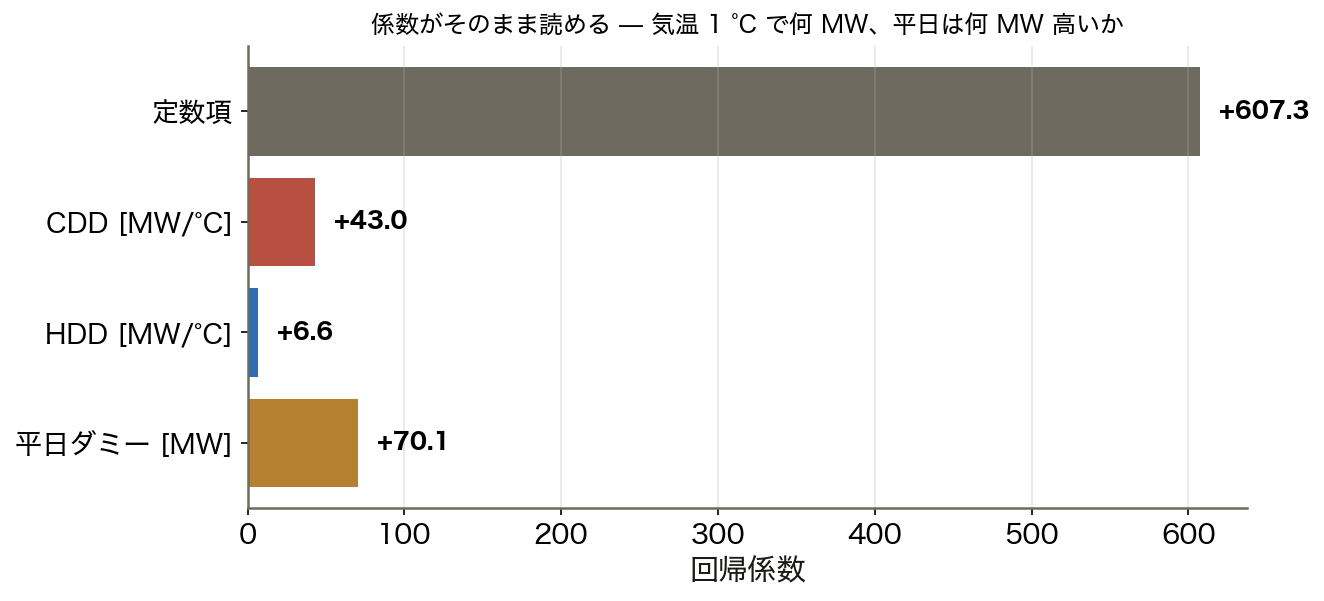 係数がそのまま読める — 気温 1 ℃ で何 MW、平日は何 MW 高いか
定数項
+607.3
CDD [MW/℃]
+43.0
HDD [MW/℃]
+6.6
平日ダミー [MW]
+70.1
0 100 200 300 400 500 600
回帰係数